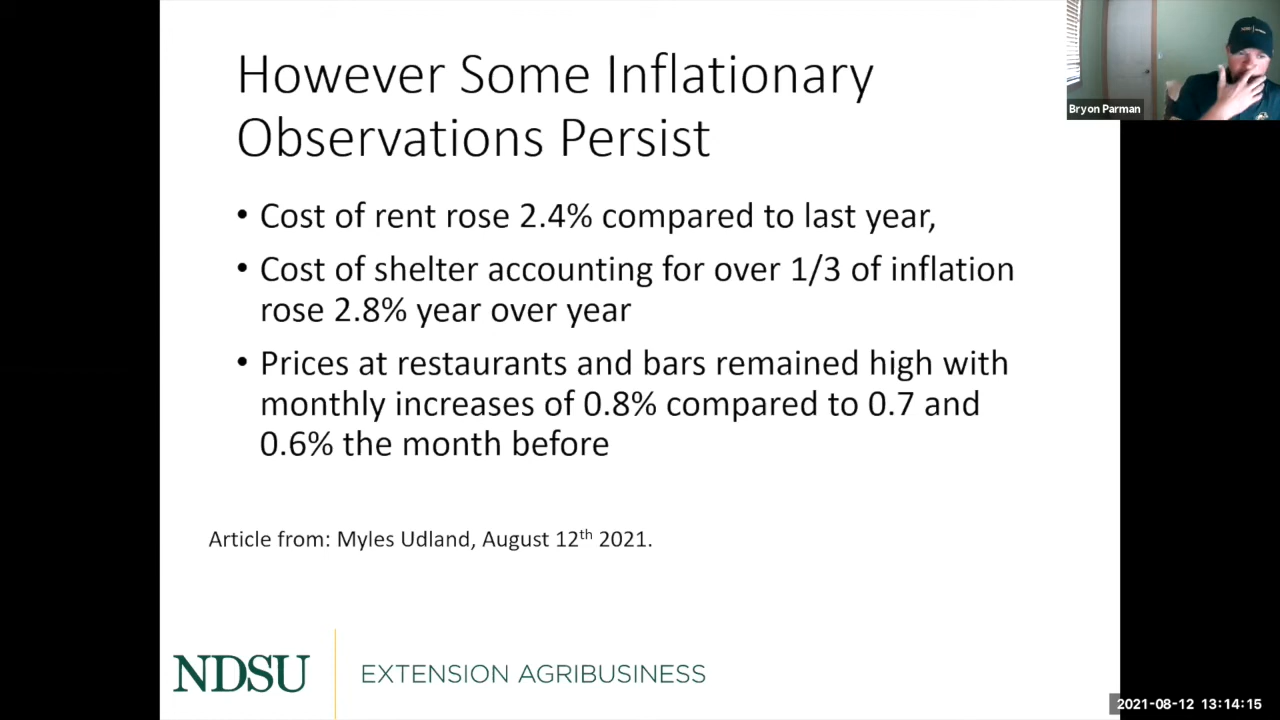 However Some Inflationary
Observations Persist
• Cost of rent rose 2.4% compared to last year,
• Cost of shelter accounting for over 1/3 of inflation
rose 2.8% year over year
• Prices at restaurants and bars remained high with
monthly increases of 0.8% compared to 0.7 and
0.6% the month before
Article from: Myles Udland, August 12th 2021.
NDSU EXTENSION AGRIBUSINESS
Bryon Parman
2021-08-12 13:14:15